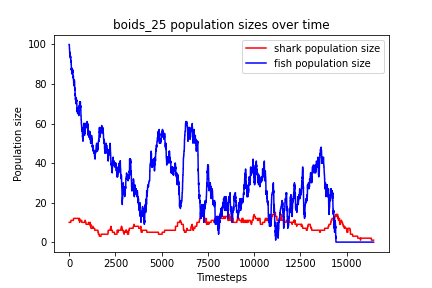 boids_25 population sizes over time
shark population size
fish population size
Population size
100
80
60
40
20
0
0
2500
5000
7500
10000
12500
15000
Timesteps